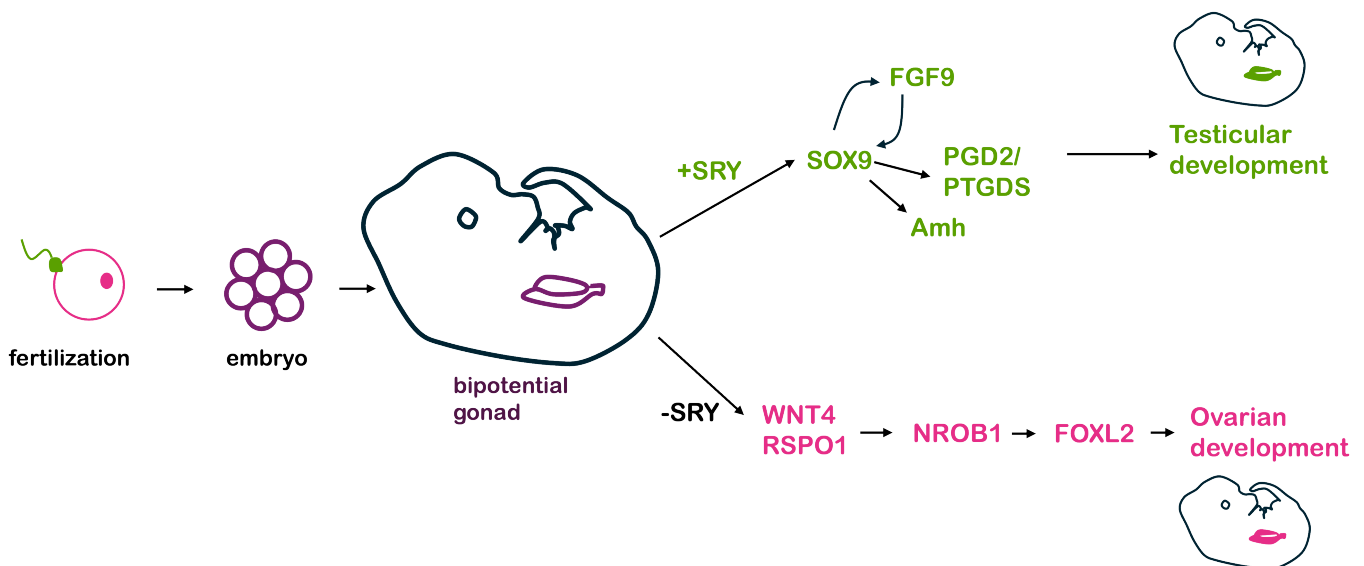 fertilization
embryo
bipotential
gonad
+SRY
SOX9
FGF9
PGD2/
PTGDS
Amh
Testicular
development
-SRY
WNT4
RSPO1
NROB1
FOXL2
Ovarian
development